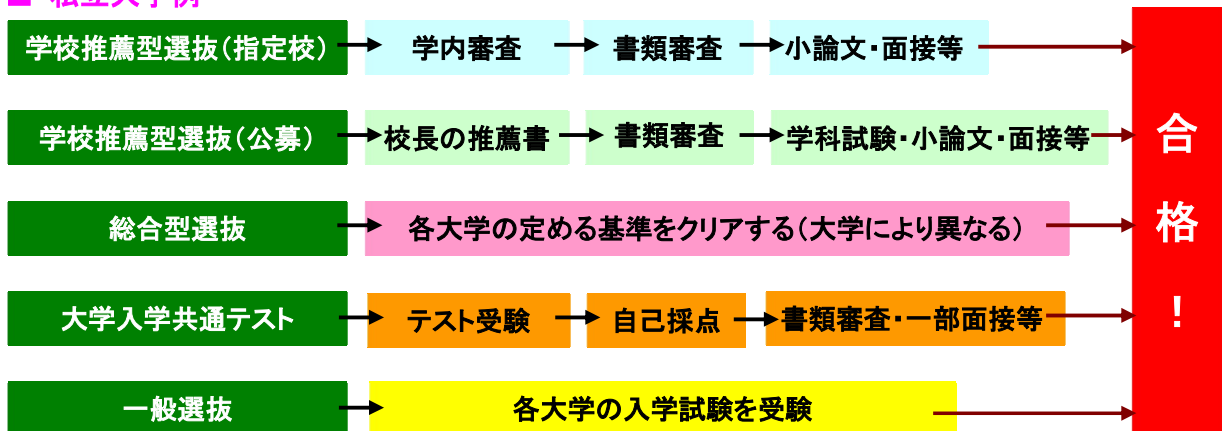 ■ 私立大学例
学校推薦型選抜(指定校) 学内審査 書類審査 小論文・面接等
学校推薦型選抜(公募) 校長の推薦書 書類審査 学科試験・小論文・面接等
総合型選抜 各大学の定める基準をクリアする(大学により異なる)
大学入学共通テスト テスト受験 自己採点 書類審査・一部面接等
一般選抜 各大学の入学試験を受験
合格!